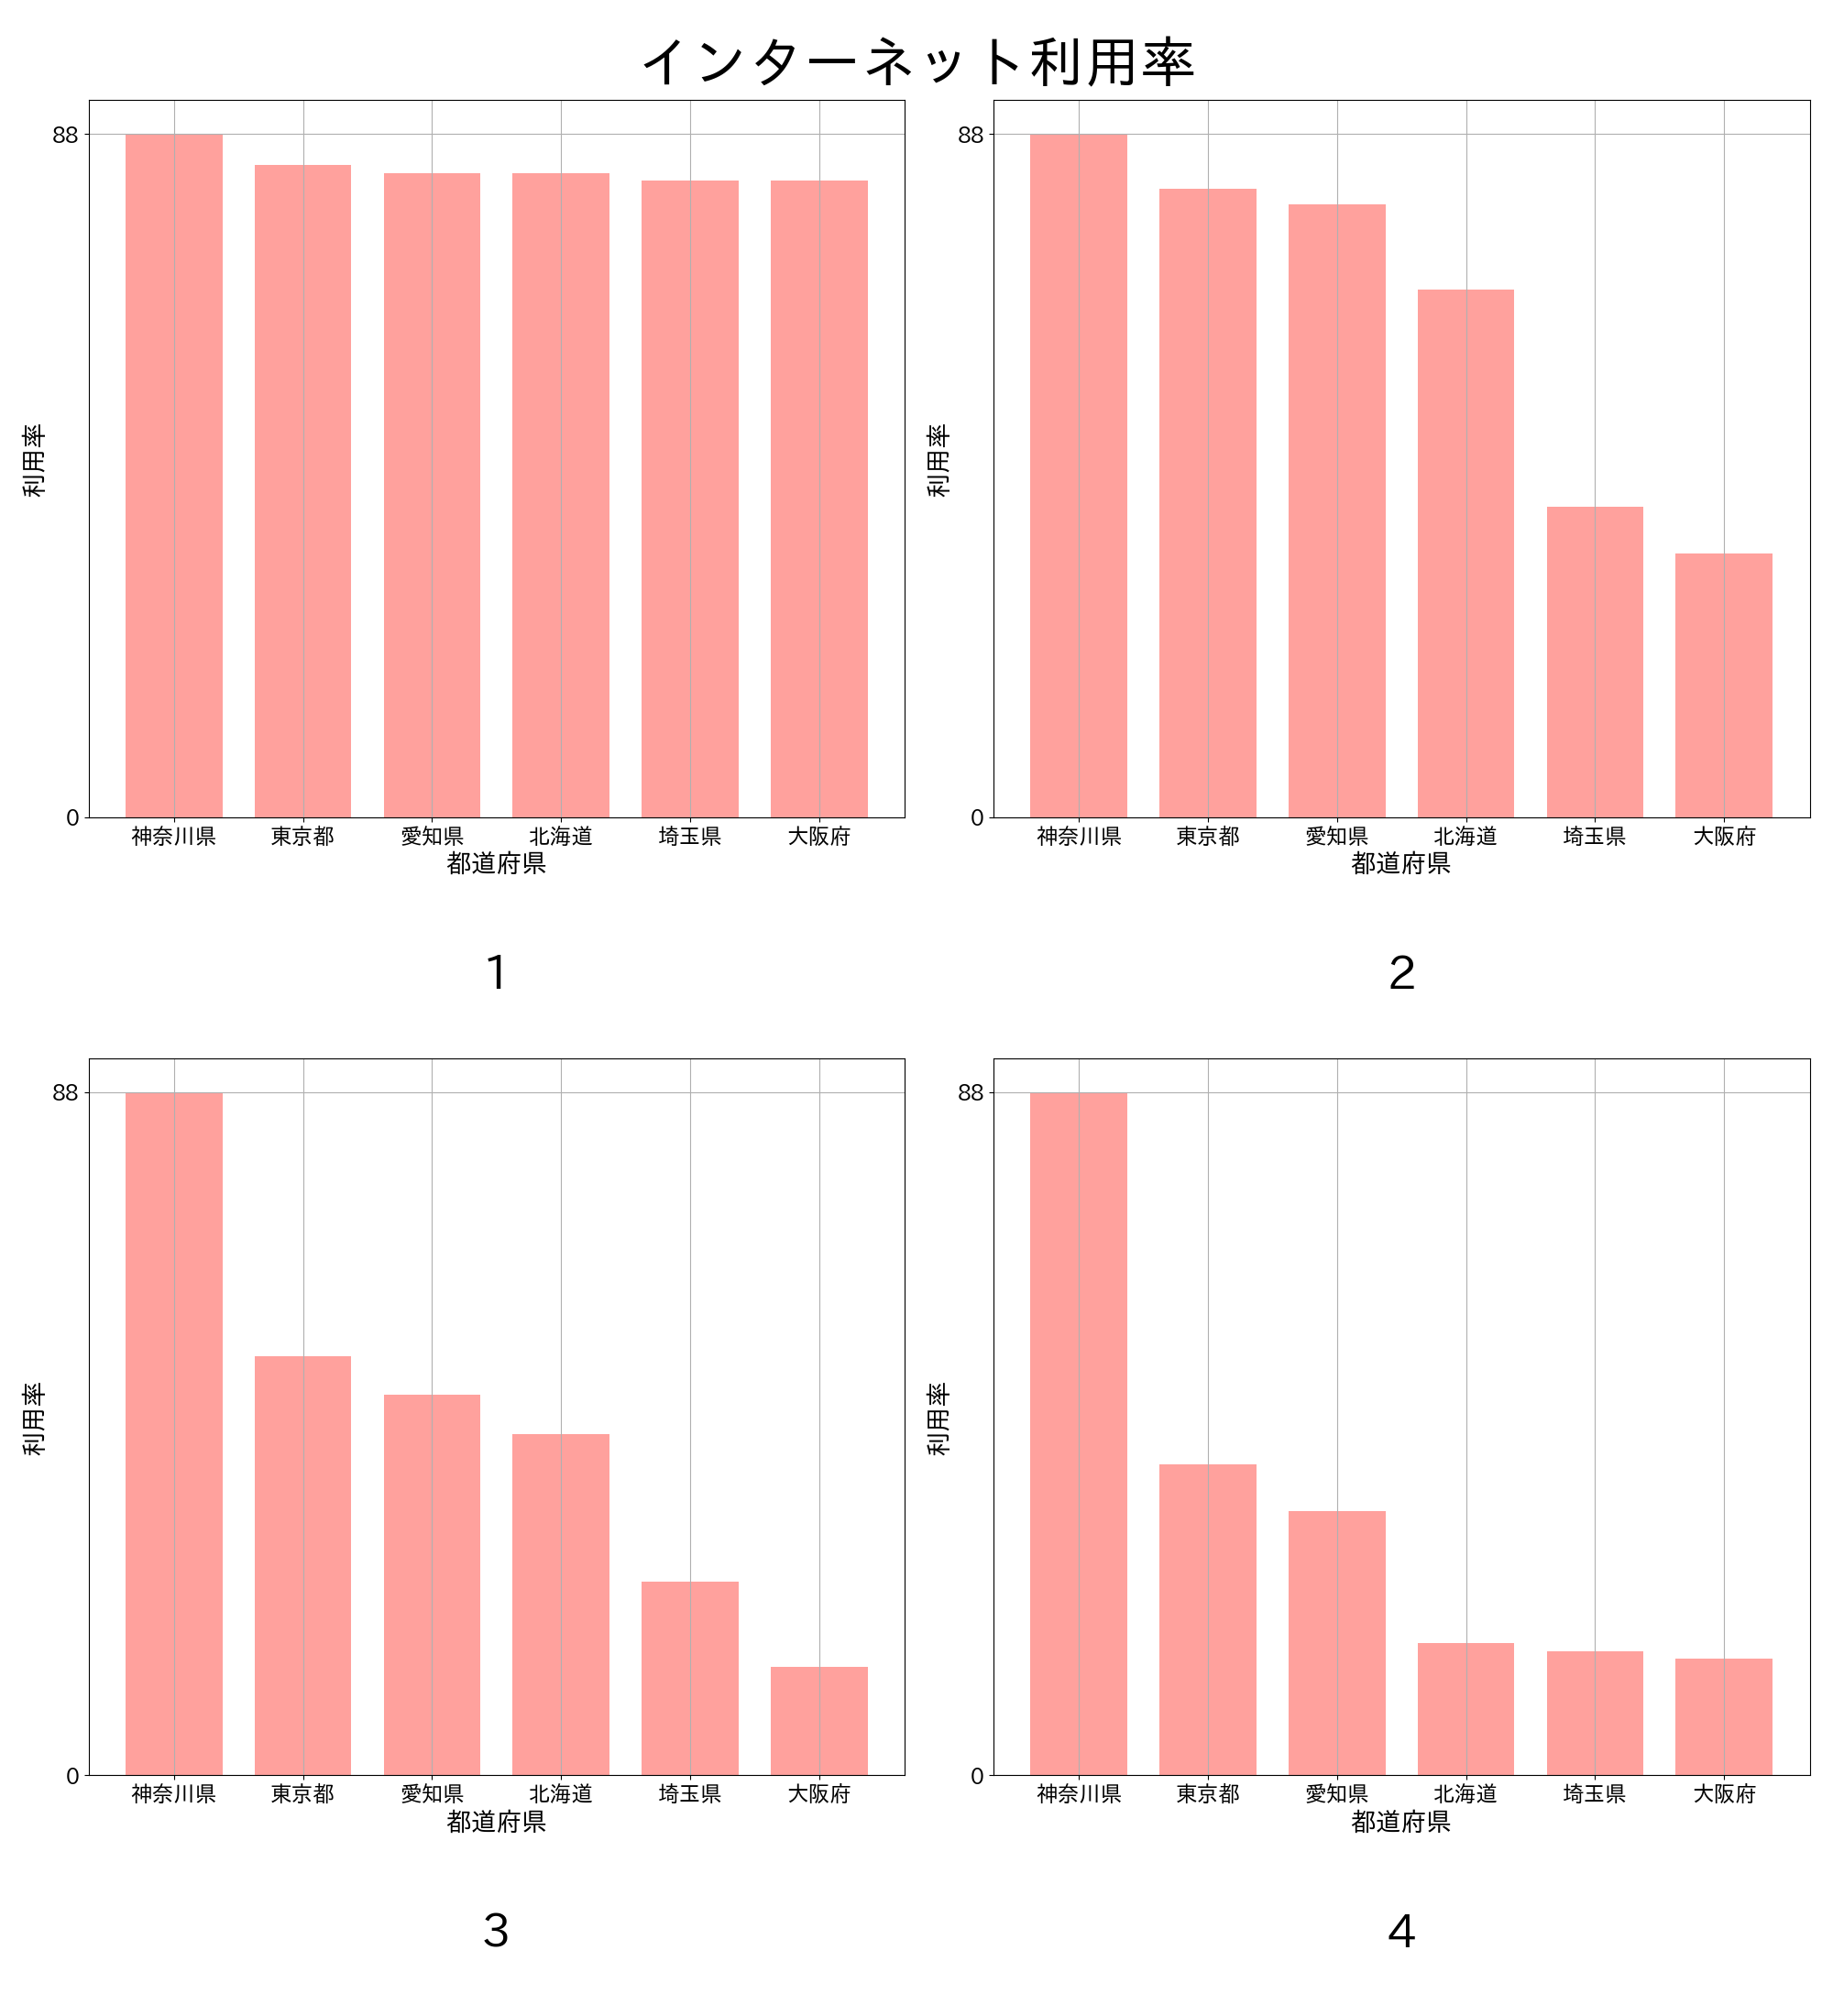 インターネット利用率
88
0
利用率
神奈川県 東京都 愛知県 北海道 埼玉県 大阪府
都道府県
1
88
0
利用率
神奈川県 東京都 愛知県 北海道 埼玉県 大阪府
都道府県
2
88
0
利用率
神奈川県 東京都 愛知県 北海道 埼玉県 大阪府
都道府県
3
88
0
利用率
神奈川県 東京都 愛知県 北海道 埼玉県 大阪府
都道府県
4